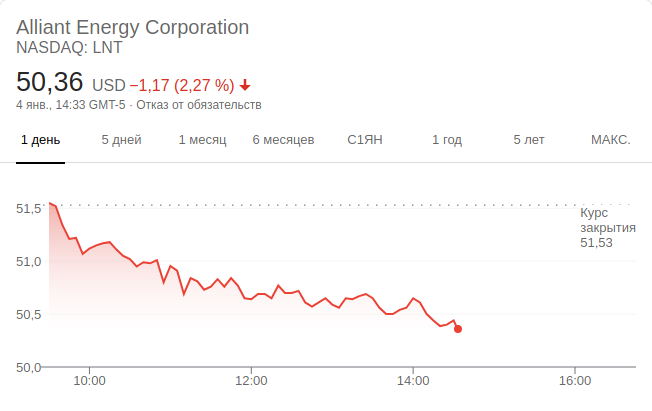 Alliant Energy Corporation
NASDAQ: LNT
50,36 USD −1,17 (2,27 %)
4 янв., 14:33 GMT-5 · Отказ от обязательств
1 день 5 дней 1 месяц 6 месяцев С1ЯН 1 год 5 лет МАКС.
51,5
Курс
закрытия
51,53
51,0
50,5
50,0
10:00 12:00 14:00 16:00